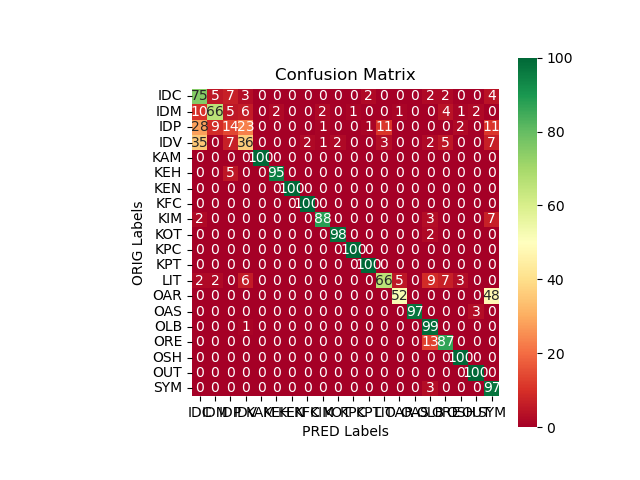 Confusion Matrix
IDC 75 5 7 3 0 0 0 0 0 0 0 2 0 0 0 2 2 0 0 4
IDM 10 66 5 6 0 2 0 0 2 0 1 0 0 1 0 0 4 1 2 0
IDP 28 9 14 23 0 0 0 0 1 0 0 1 11 0 0 0 0 2 0 11
IDV 35 0 7 36 0 0 0 2 1 2 0 0 3 0 0 2 5 0 0 7
KAM 0 0 0 0 100 0 0 0 0 0 0 0 0 0 0 0 0 0 0 0
KEH 0 0 5 0 0 95 0 0 0 0 0 0 0 0 0 0 0 0 0 0
KEN 0 0 0 0 0 0 100 0 0 0 0 0 0 0 0 0 0 0 0 0
KFC 0 0 0 0 0 0 0 100 0 0 0 0 0 0 0 0 0 0 0 0
KIM 2 0 0 0 0 0 0 0 88 0 0 0 0 0 0 3 0 0 0 7
KOT 0 0 0 0 0 0 0 0 0 98 0 0 0 0 0 2 0 0 0 0
KPC 0 0 0 0 0 0 0 0 0 0 100 0 0 0 0 0 0 0 0 0
KPT 0 0 0 0 0 0 0 0 0 0 0 100 0 0 0 0 0 0 0 0
LIT 2 2 0 6 0 0 0 0 0 0 0 0 66 5 0 9 7 3 0 0
OAR 0 0 0 0 0 0 0 0 0 0 0 0 0 52 0 0 0 0 0 48
OAS 0 0 0 0 0 0 0 0 0 0 0 0 0 0 97 0 0 0 3 0
OLB 0 0 0 1 0 0 0 0 0 0 0 0 0 0 0 99 0 0 0 0
ORE 0 0 0 0 0 0 0 0 0 0 0 0 0 0 0 13 87 0 0 0
OSH 0 0 0 0 0 0 0 0 0 0 0 0 0 0 0 0 0 100 0 0
OUT 0 0 0 0 0 0 0 0 0 0 0 0 0 0 0 0 0 0 100 0
SYM 0 0 0 0 0 0 0 0 0 0 0 0 0 0 0 3 0 0 0 97
IDC IDM IDP IDV KAM KEH KEN KFC KIM KOT KPC KPT LIT OAR OAS OLB ORE OSH OUT SYM
PRED Labels
ORIG Labels
100
80
60
40
20
0